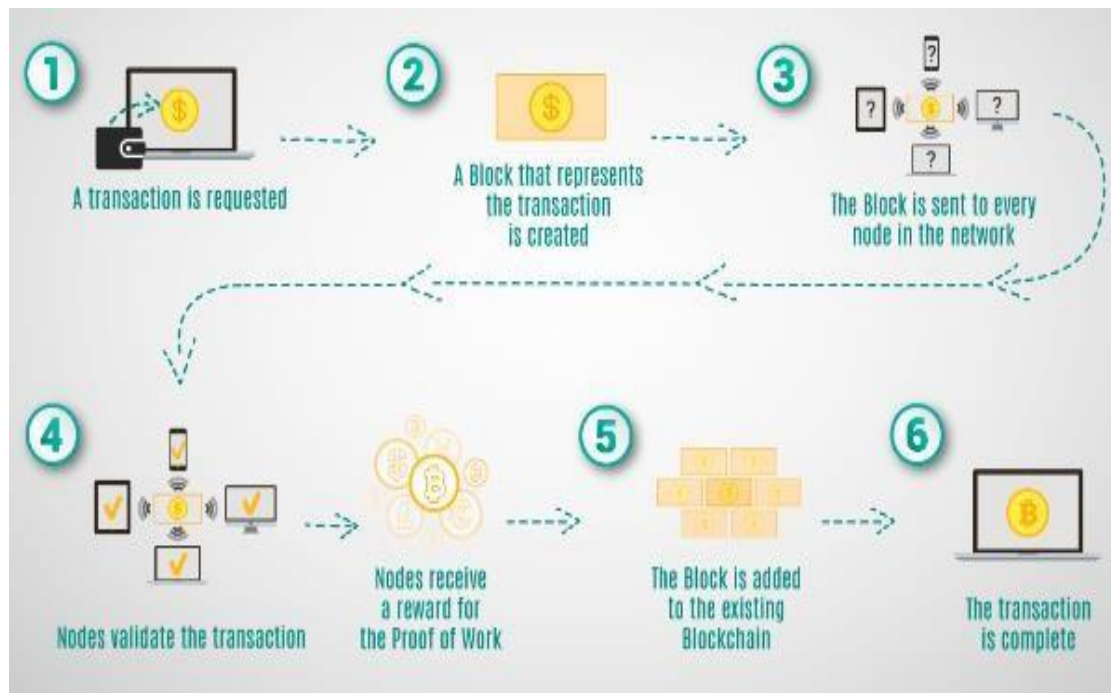 1
A transaction is requested
2
A Block that represents
the transaction
is created
3
?
?
?
?
The Block is sent to every
node in the network
4
Nodes validate the transaction
Nodes receive
a reward for
the Proof of Work
5
The Block is added
to the existing
Blockchain
6
The transaction
is complete